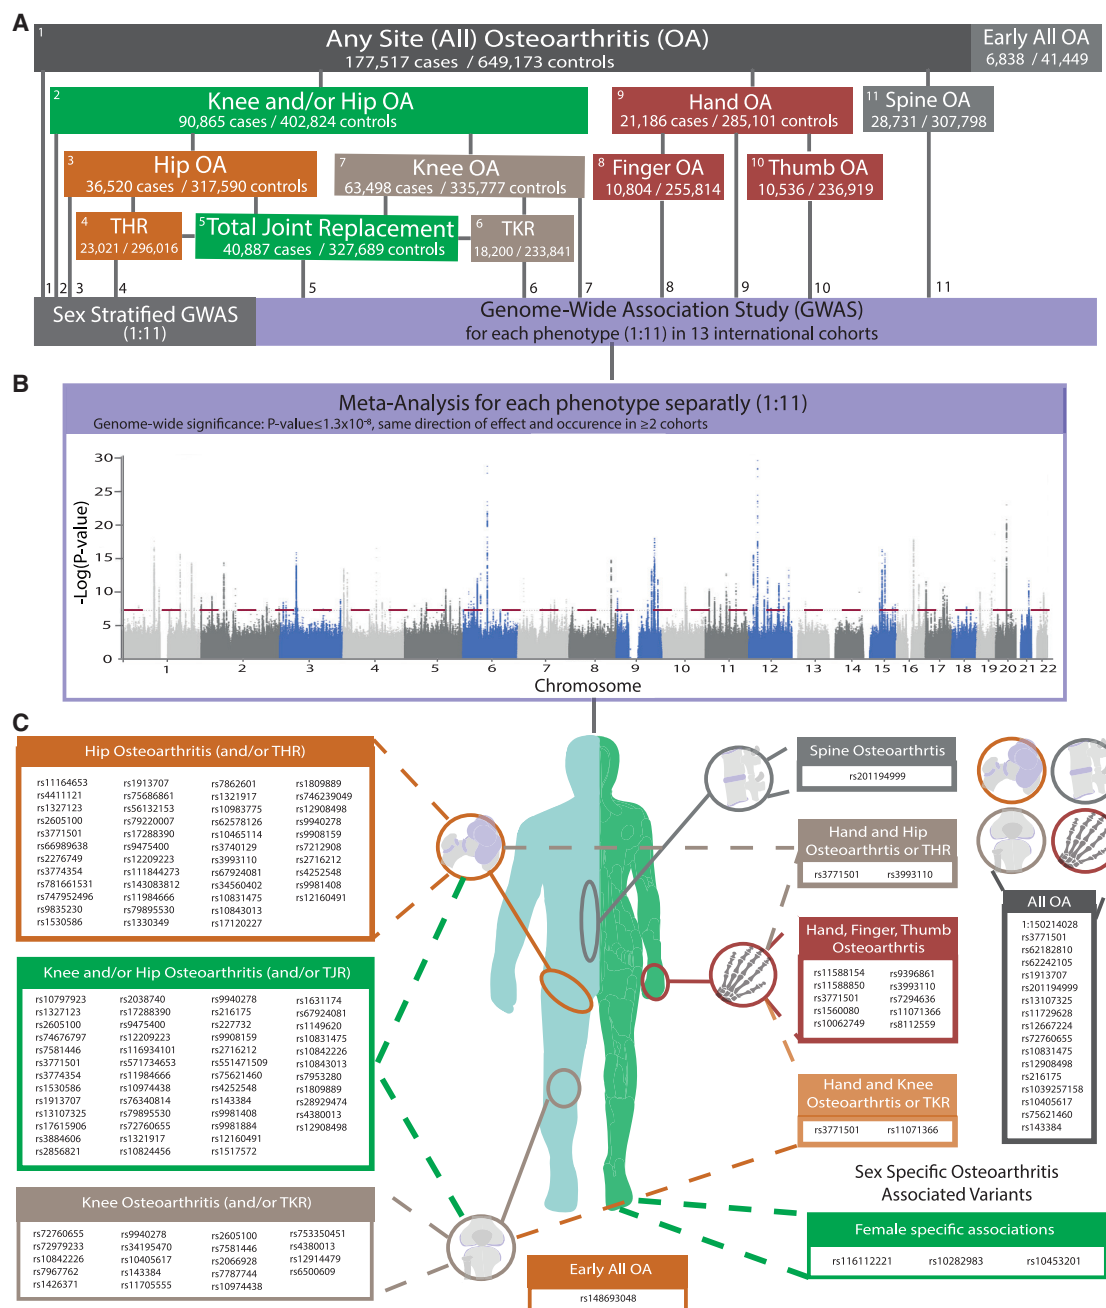 A
1
Any Site (All) Osteoarthritis (OA)
177,517 cases / 649,173 controls
Early All OA
6,838 / 41,449
2
Knee and/or Hip OA
90,865 cases / 402,824 controls
9
Hand OA
21,186 cases / 285,101 controls
11 Spine OA
28,731 / 307,798
3
Hip OA
36,520 cases / 317,590 controls
7
Knee OA
63,498 cases / 335,777 controls
8 Finger OA
10,804 / 255,814
10 Thumb OA
10,536 / 236,919
4
THR
23,021 / 296,016
5 Total Joint Replacement
40,887 cases / 327,689 controls
6
TKR
18,200 / 233,841
1 2 3 4 5 6 7 8 9 10 11
Sex Stratified GWAS
(1:11)
Genome-Wide Association Study (GWAS)
for each phenotype (1:11) in 13 international cohorts
B
Meta-Analysis for each phenotype separatly (1:11)
Genome-wide significance: P-value≤1.3x10⁻⁸, same direction of effect and occurence in ≥2 cohorts
-Log(P-value)
30
25
20
15
10
5
0
1 2 3 4 5 6 7 8 9 10 11 12 13 14 15 16 17 18 19 20 21 22
Chromosome
C
Hip Osteoarthritis (and/or THR)
rs11164653 rs1913707 rs7862601 rs1809889
rs4411121 rs75686861 rs1321917 rs746239049
rs1327123 rs56132153 rs10983775 rs12908498
rs2605100 rs79220007 rs62578126 rs9940278
rs3771501 rs17288390 rs10465114 rs9908159
rs66989638 rs9475400 rs3740129 rs7212908
rs2276749 rs12209223 rs3993110 rs2716212
rs3774354 rs111844273 rs67924081 rs4252548
rs781661531 rs143083812 rs34560402 rs9981408
rs747952496 rs11984666 rs10831475 rs12160491
rs9835230 rs79895530 rs10843013
rs1530586 rs1330349 rs17120227
Knee and/or Hip Osteoarthritis (and/or TJR)
rs10797923 rs2038740 rs9940278 rs1631174
rs1327123 rs17288390 rs216175 rs67924081
rs2605100 rs9475400 rs227732 rs1149620
rs74676797 rs12209223 rs9908159 rs10831475
rs7581446 rs116934101 rs2716212 rs10842226
rs3771501 rs571734653 rs551471509 rs10843013
rs3774354 rs11984666 rs75621460 rs7953280
rs1530586 rs10974438 rs4252548 rs1809889
rs1913707 rs76340814 rs143384 rs28929474
rs13107325 rs79895530 rs9981408 rs4380013
rs17615906 rs72760655 rs9981884 rs12908498
rs3884606 rs1321917 rs12160491
rs2856821 rs10824456 rs1517572
Knee Osteoarthritis (and/or TKR)
rs72760655 rs9940278 rs2605100 rs753350451
rs72979233 rs34195470 rs7581446 rs4380013
rs10842226 rs10405617 rs2066928 rs12914479
rs7967762 rs143384 rs7787744 rs6500609
rs1426371 rs11705555 rs10974438
Spine Osteoarthrtis
rs201194999
Hand and Hip
Osteoarthrtis or THR
rs3771501 rs3993110
Hand, Finger, Thumb
Osteoarthrtis
rs11588154 rs9396861
rs11588850 rs3993110
rs3771501 rs7294636
rs1560080 rs11071366
rs10062749 rs8112559
Hand and Knee
Osteoarthrtis or TKR
rs3771501 rs11071366
All OA
1:150214028
rs3771501
rs62182810
rs62242105
rs1913707
rs201194999
rs13107325
rs11729628
rs12667224
rs72760655
rs10831475
rs12908498
rs216175
rs1039257158
rs10405617
rs75621460
rs143384
Sex Specific Osteoarthritis
Associated Variants
Female specific associations
rs116112221 rs10282983 rs10453201
Early All OA
rs148693048